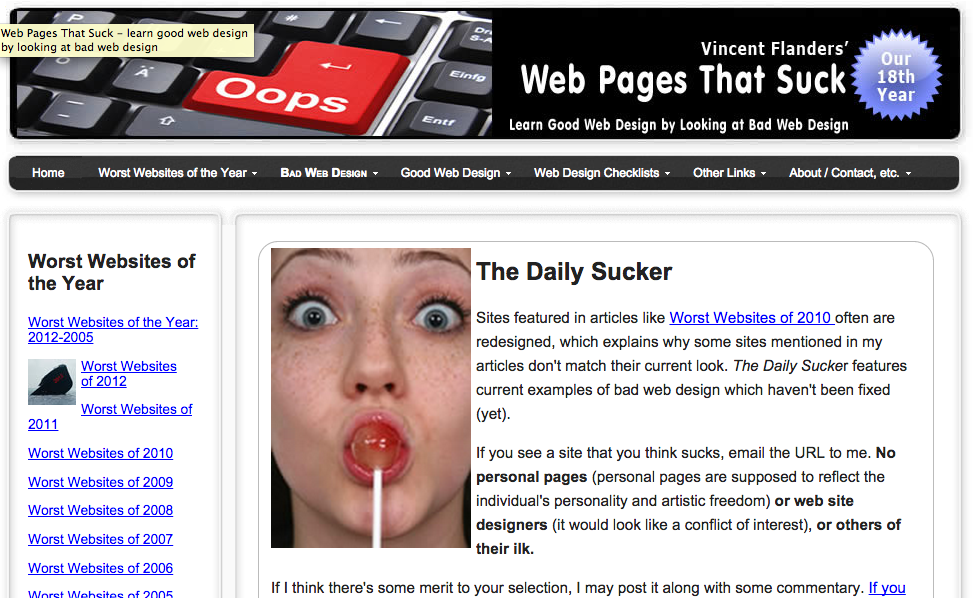 Web Pages That Suck - learn good web design
by looking at bad web design
P
Ä
Oops
Einfg
Entf
Vincent Flanders’
Web Pages That Suck
Learn Good Web Design by Looking at Bad Web Design
Our
18th
Year
Home
Worst Websites of the Year
Bad Web Design
Good Web Design
Web Design Checklists
Other Links
About / Contact, etc.
Worst Websites of
the Year
Worst Websites of the Year:
2012-2005
Worst Websites
of 2012
Worst Websites of
2011
Worst Websites of 2010
Worst Websites of 2009
Worst Websites of 2008
Worst Websites of 2007
Worst Websites of 2006
Worst Websites of 2005
The Daily Sucker
Sites featured in articles like Worst Websites of 2010 often are
redesigned, which explains why some sites mentioned in my
articles don't match their current look. The Daily Sucker features
current examples of bad web design which haven't been fixed
(yet).
If you see a site that you think sucks, email the URL to me. No
personal pages (personal pages are supposed to reflect the
individual's personality and artistic freedom) or web site
designers (it would look like a conflict of interest), or others of
their ilk.
If I think there's some merit to your selection, I may post it along with some commentary. If you